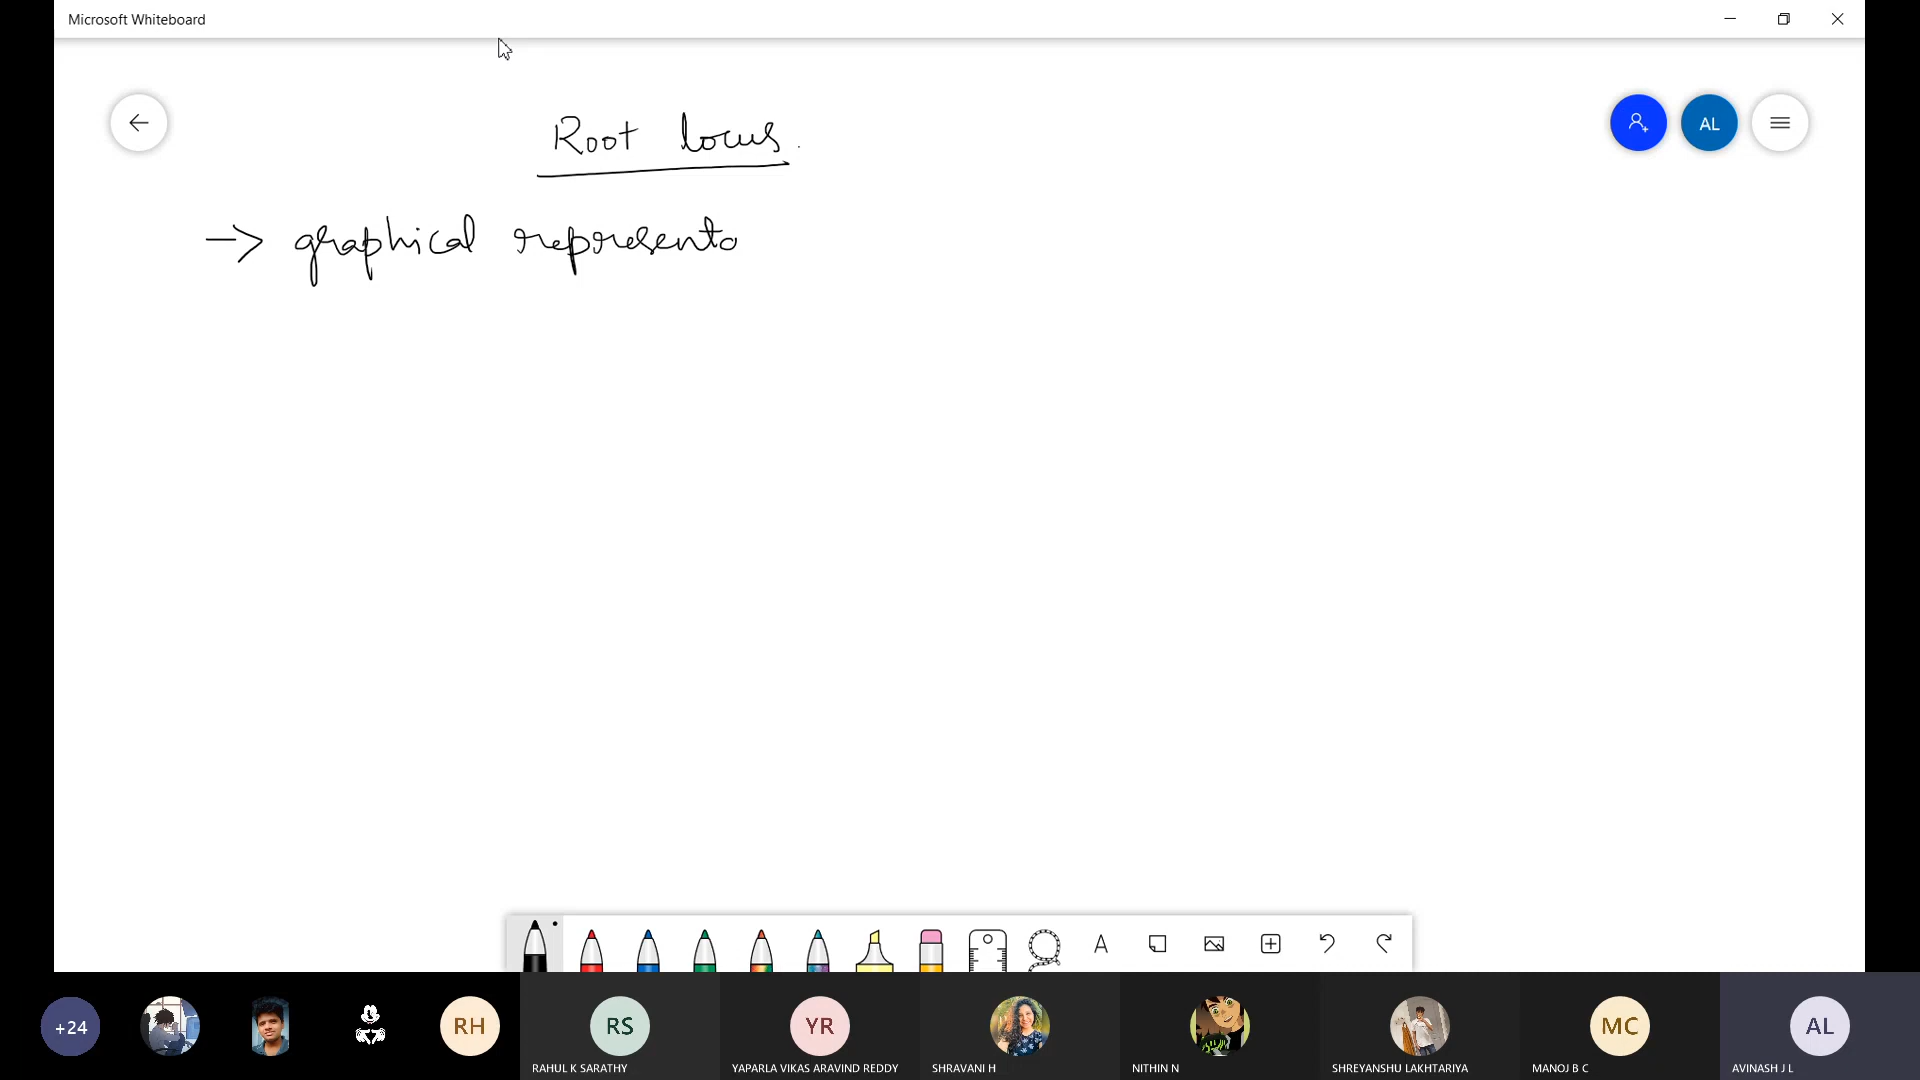 Microsoft Whiteboard
AL
Root locus.
→ graphical representa
A
+24
RH
RS
YR
MC
AL
RAHUL K SARATHY
YAPARLA VIKAS ARAVIND REDDY
SHRAVANI H
NITHIN N
SHREYANSHU LAKHTARIYA
MANOJ B C
AVINASH J L